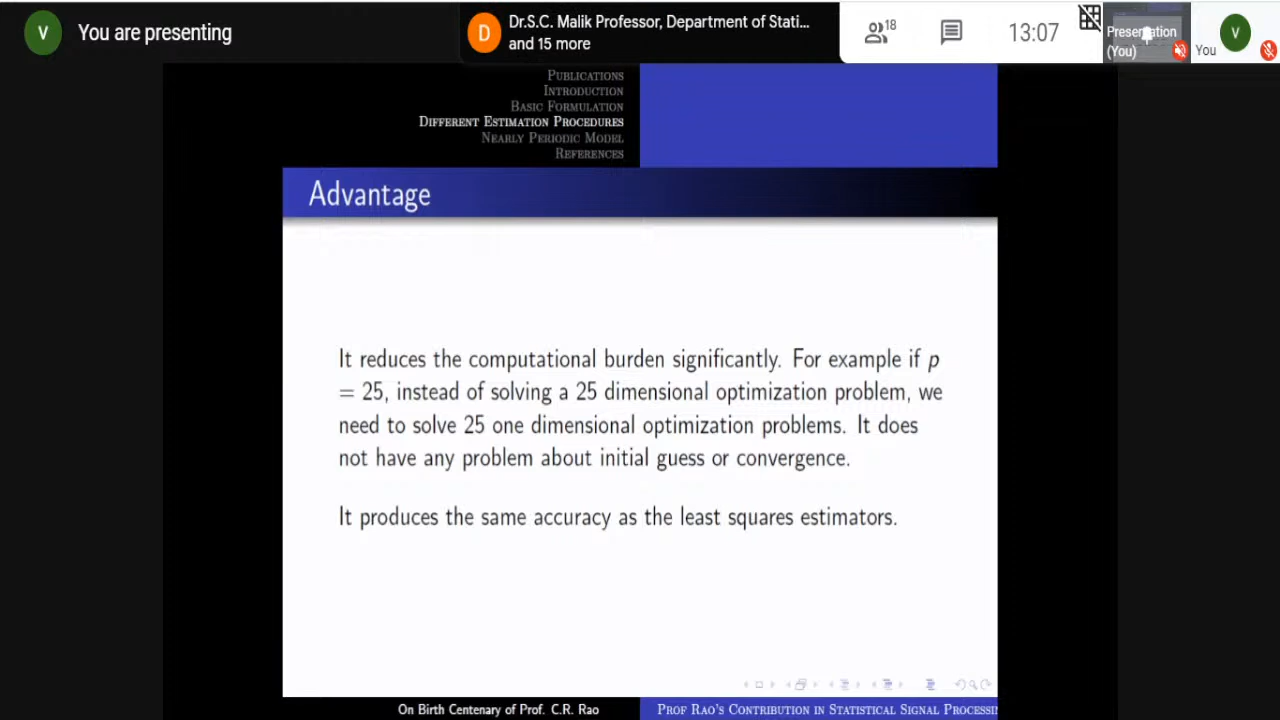 V
You are presenting
D
Dr.S.C. Malik Professor, Department of Stati...
and 15 more
18
13:07
Presentation
(You)
You
V
PUBLICATIONS
INTRODUCTION
BASIC FORMULATION
DIFFERENT ESTIMATION PROCEDURES
NEARLY PERIODIC MODEL
REFERENCES
Advantage
It reduces the computational burden significantly. For example if p
= 25, instead of solving a 25 dimensional optimization problem, we
need to solve 25 one dimensional optimization problems. It does
not have any problem about initial guess or convergence.
It produces the same accuracy as the least squares estimators.
On Birth Centenary of Prof. C.R. Rao
PROF RAO'S CONTRIBUTION IN STATISTICAL SIGNAL PROCESSIN